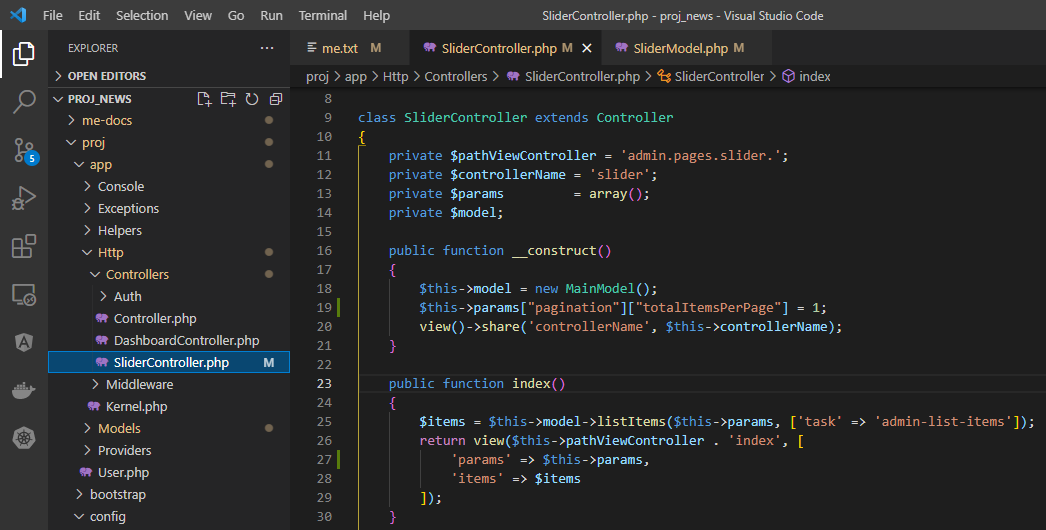 File Edit Selection View Go Run Terminal Help SliderController.php - proj_news - Visual Studio Code
EXPLORER ···
OPEN EDITORS
PROJ_NEWS
me-docs
proj
app
Console
Exceptions
Helpers
Http
Controllers
Auth
Controller.php
DashboardController.php
SliderController.php M
Middleware
Kernel.php
Models
Providers
User.php
bootstrap
config
5
me.txt M SliderController.php M SliderModel.php M
proj > app > Http > Controllers > SliderController.php > SliderController > index
8
9 class SliderController extends Controller
10 {
11 private $pathViewController = 'admin.pages.slider.';
12 private $controllerName = 'slider';
13 private $params = array();
14 private $model;
15
16 public function __construct()
17 {
18 $this->model = new MainModel();
19 $this->params["pagination"]["totalItemsPerPage"] = 1;
20 view()->share('controllerName', $this->controllerName);
21 }
22
23 public function index()
24 {
25 $items = $this->model->listItems($this->params, ['task' => 'admin-list-items']);
26 return view($this->pathViewController . 'index', [
27 'params' => $this->params,
28 'items' => $items
29 ]);
30 }